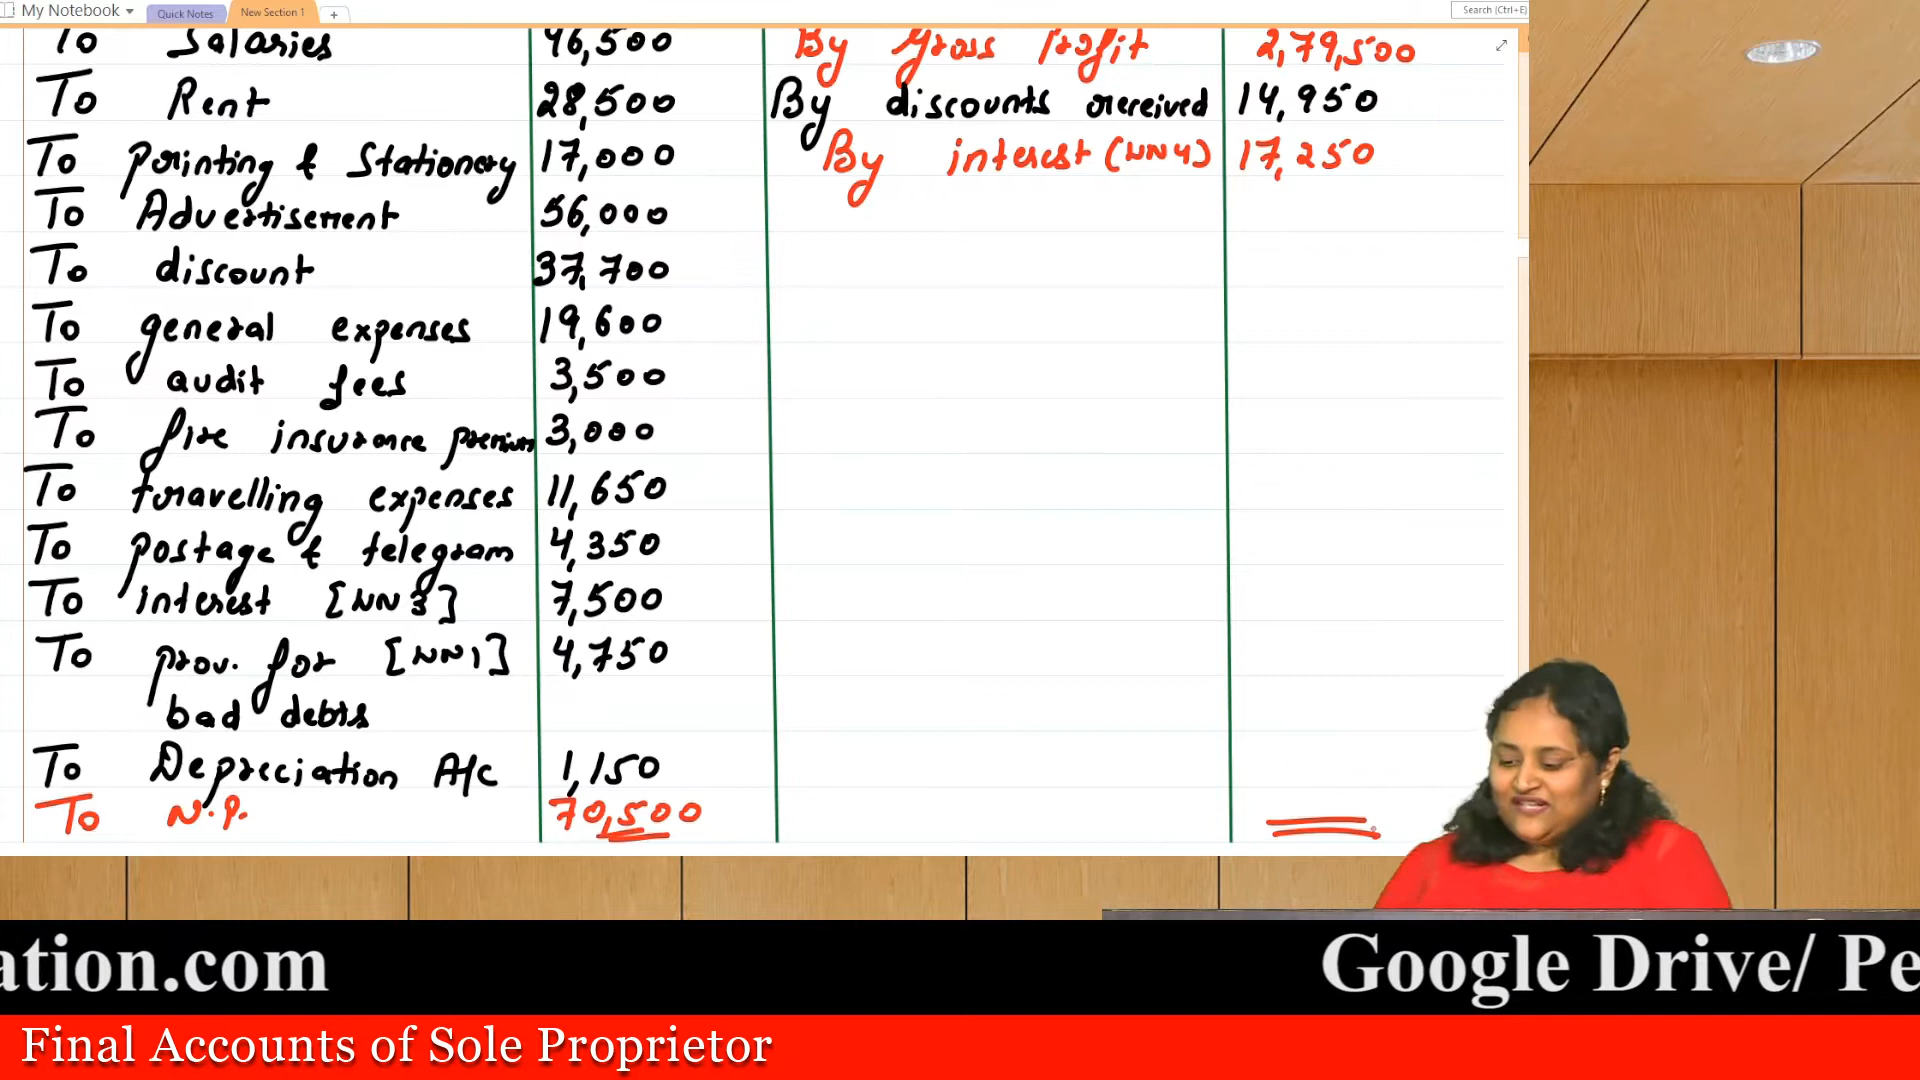 My Notebook
Quick Notes
New Section 1
+
Search (Ctrl+E)
To Salaries 46,500 By Gross Profit 2,79,500
To Rent 28,500 By discounts received 14,950
To printing & Stationery 17,000 By interest (WN4) 17,250
To Advertisement 56,000
To discount 37,700
To general expenses 19,600
To audit fees 3,500
To fire insurance premium 3,000
To travelling expenses 11,650
To postage & telegram 4,350
To interest [WN3] 7,500
To prov. for [WN1] 4,750
bad debts
To Depreciation A/c 1,150
To N.P. 70,500
ation.com Google Drive/ Pe
Final Accounts of Sole Proprietor